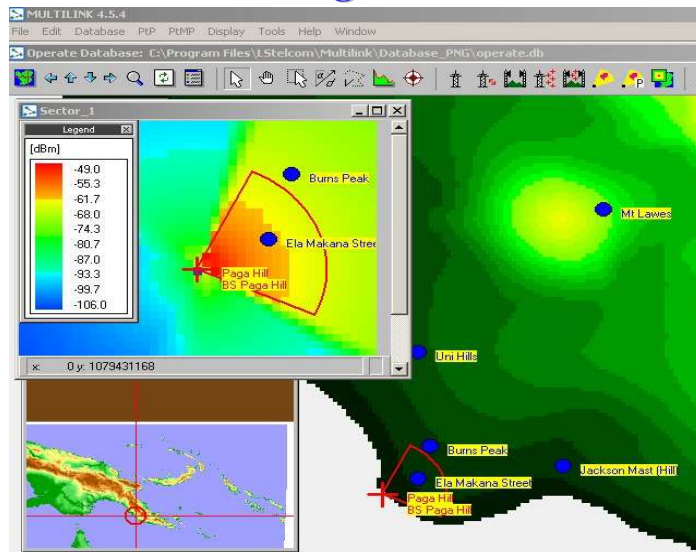 MULTILINK 4.5.4
File Edit Database PtP PtMP Display Tools Help Window
Operate Database: C:\Program Files\LStelcom\Multilink\Database_PNG\operate.db
Sector_1
Legend
[dBm]
-49.0
-55.3
-61.7
-68.0
-74.3
-80.7
-87.0
-93.3
-99.7
-106.0
Burns Peak
Ela Makana Stree
Paga Hill
BS Paga Hill
x: 0 y: 1079431168
Mt Lawes
Uni Hills
Burns Peak
Jackson Mast (Hill
Ela Makana Street
Paga Hill
BS Paga Hill